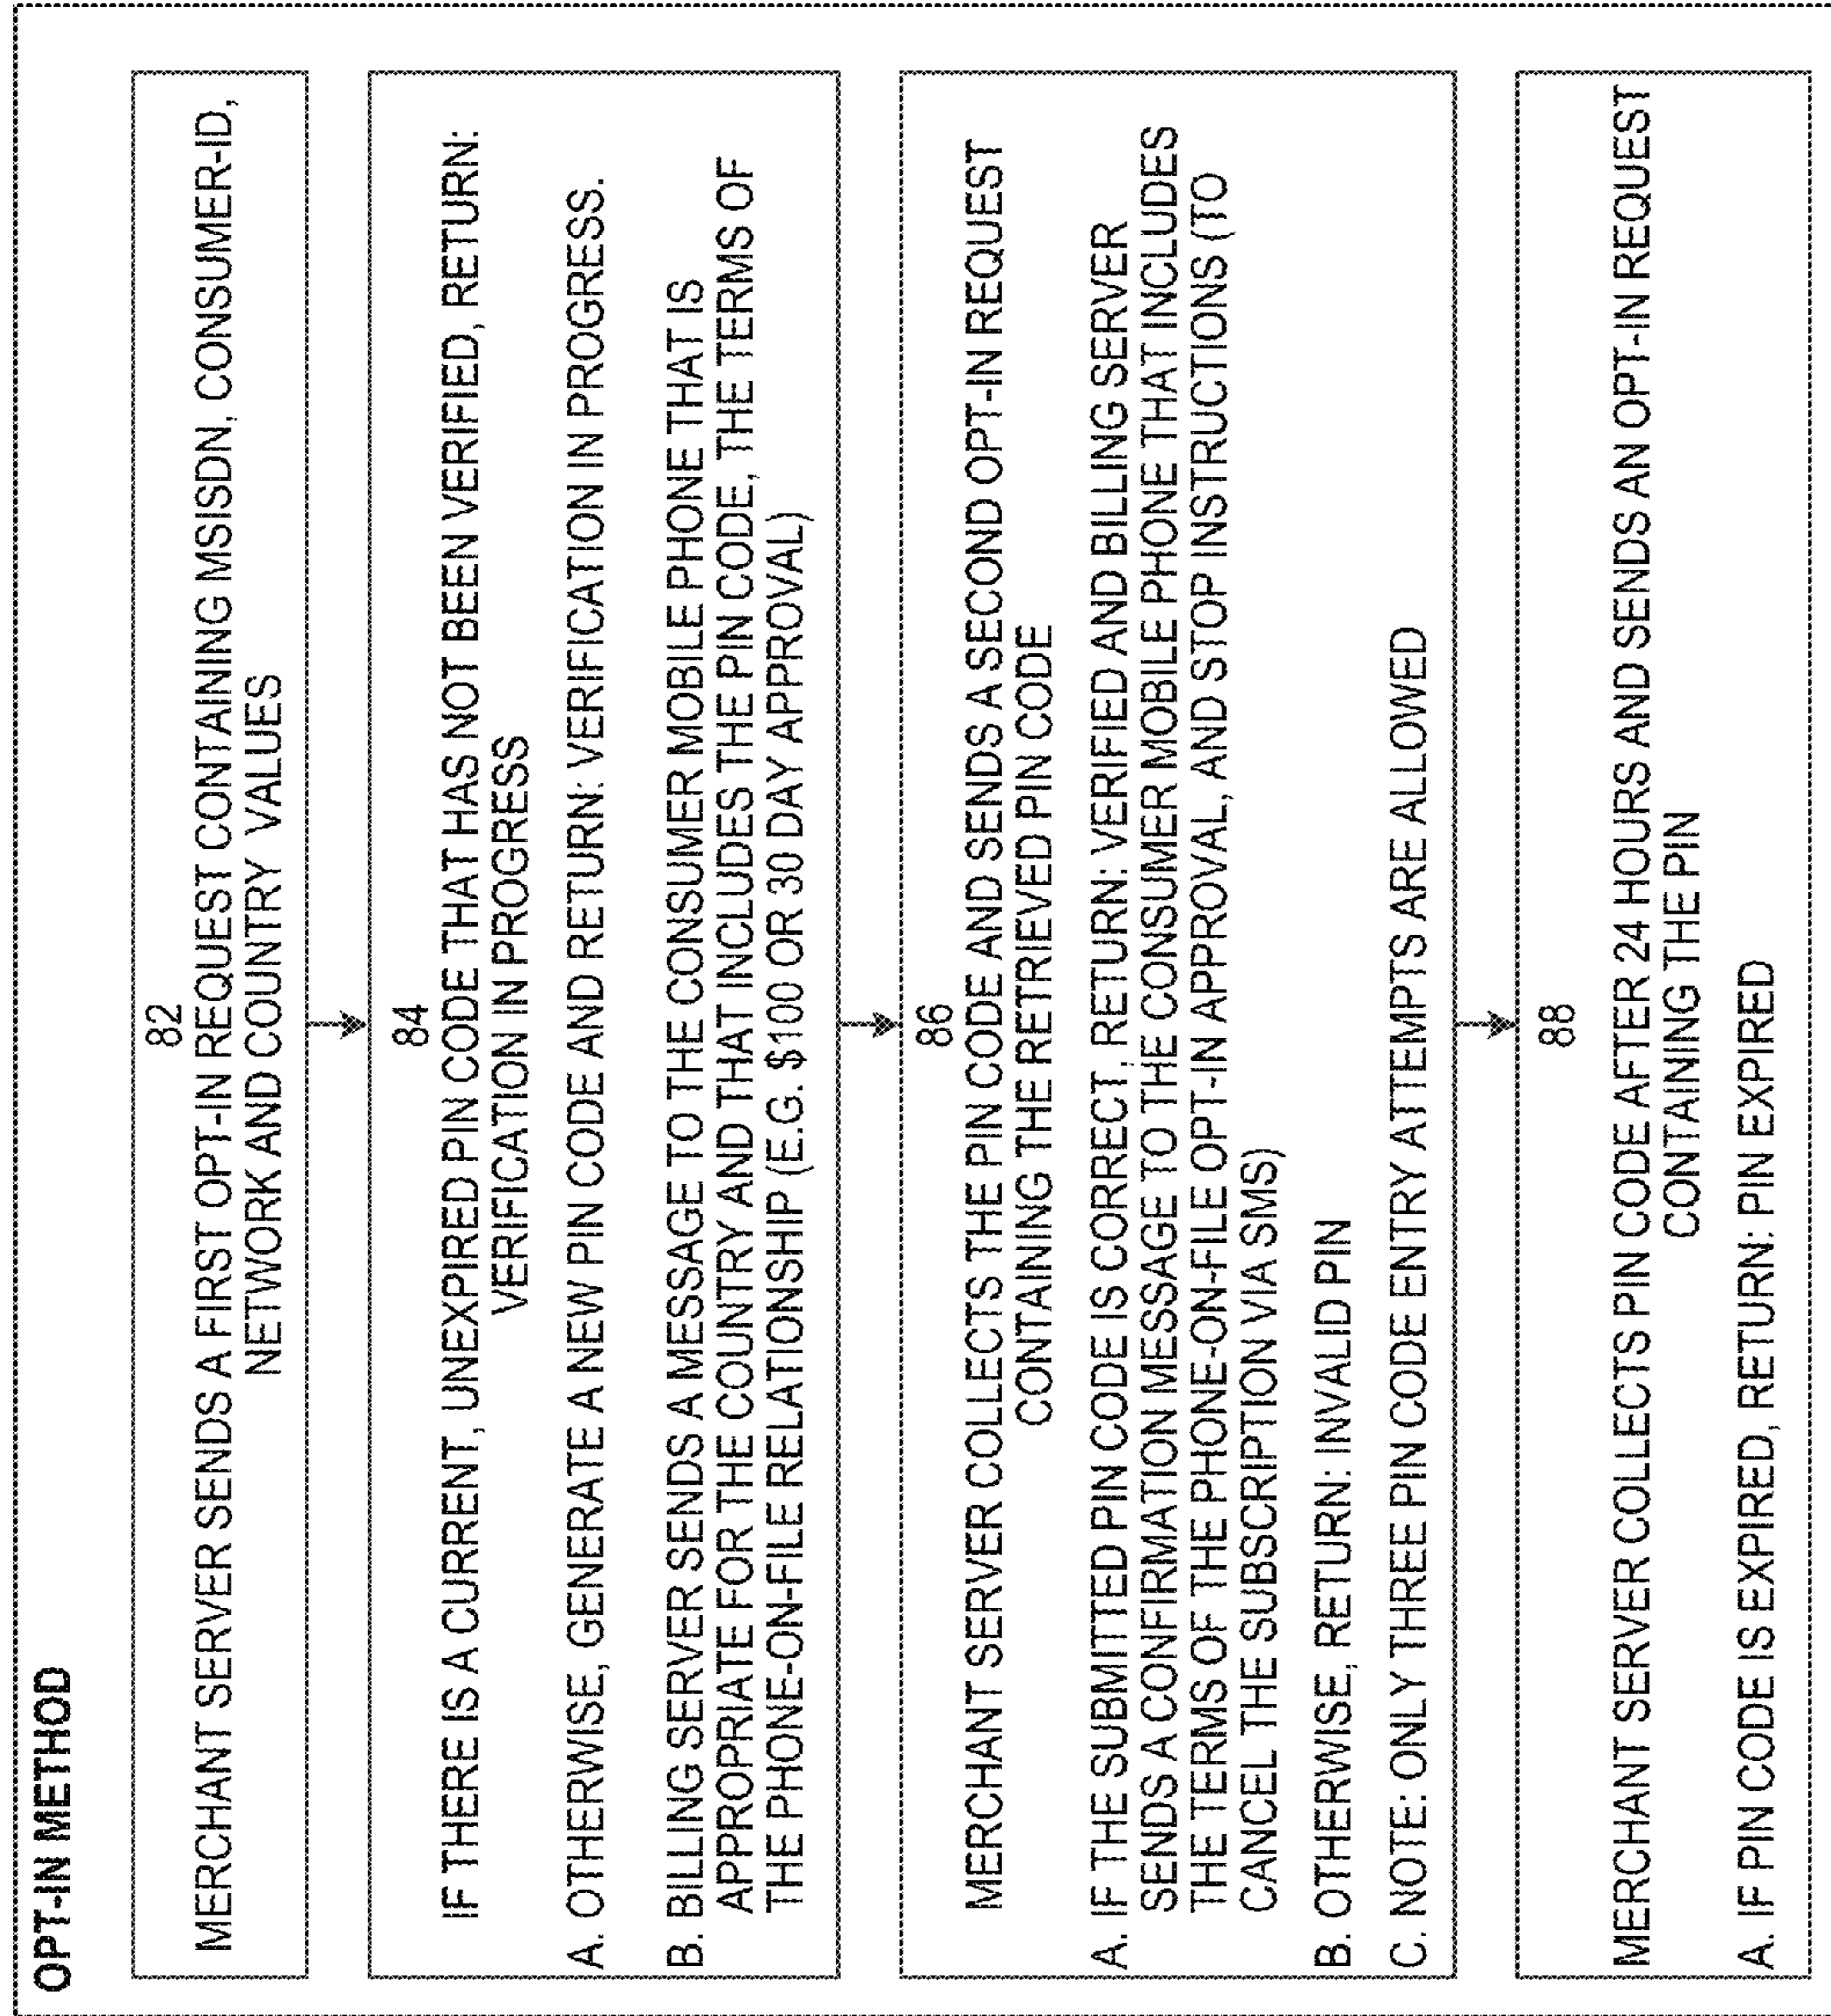 OPT-IN METHOD
82
MERCHANT SERVER SENDS A FIRST OPT-IN REQUEST CONTAINING MSISDN, CONSUMER-ID,
NETWORK AND COUNTRY VALUES
84
IF THERE IS A CURRENT, UNEXPIRED PIN CODE THAT HAS NOT BEEN VERIFIED, RETURN:
VERIFICATION IN PROGRESS
A. OTHERWISE, GENERATE A NEW PIN CODE AND RETURN: VERIFICATION IN PROGRESS.
B. BILLING SERVER SENDS A MESSAGE TO THE CONSUMER MOBILE PHONE THAT IS
APPROPRIATE FOR THE COUNTRY AND THAT INCLUDES THE PIN CODE, THE TERMS OF
THE PHONE-ON-FILE RELATIONSHIP (E.G. $100 OR 30 DAY APPROVAL)
86
MERCHANT SERVER COLLECTS THE PIN CODE AND SENDS A SECOND OPT-IN REQUEST
CONTAINING THE RETRIEVED PIN CODE
A. IF THE SUBMITTED PIN CODE IS CORRECT, RETURN: VERIFIED AND BILLING SERVER
SENDS A CONFIRMATION MESSAGE TO THE CONSUMER MOBILE PHONE THAT INCLUDES
THE TERMS OF THE PHONE-ON-FILE OPT-IN APPROVAL, AND STOP INSTRUCTIONS (TO
CANCEL THE SUBSCRIPTION VIA SMS)
B. OTHERWISE, RETURN: INVALID PIN
C. NOTE: ONLY THREE PIN CODE ENTRY ATTEMPTS ARE ALLOWED
88
MERCHANT SERVER COLLECTS PIN CODE AFTER 24 HOURS AND SENDS AN OPT-IN REQUEST
CONTAINING THE PIN
A. IF PIN CODE IS EXPIRED, RETURN: PIN EXPIRED